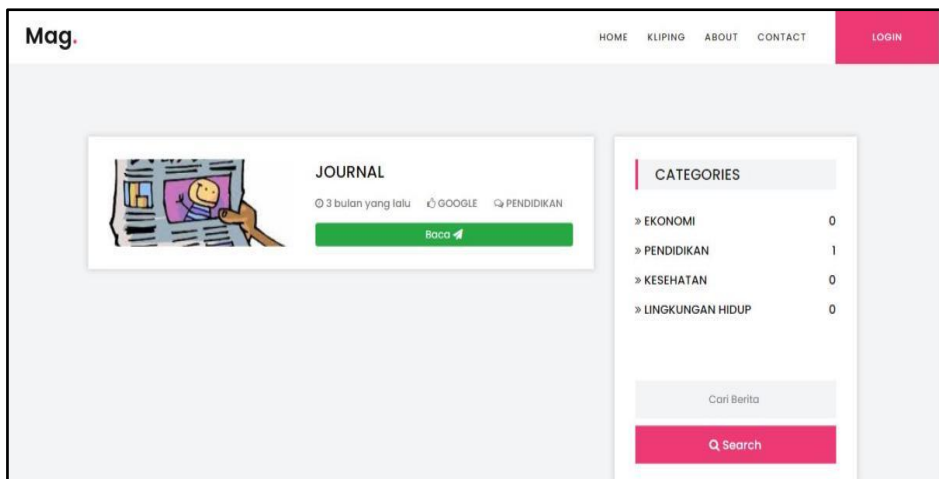 Mag.
HOME KLIPING ABOUT CONTACT LOGIN
JOURNAL
3 bulan yang lalu GOOGLE PENDIDIKAN
Baca
CATEGORIES
» EKONOMI 0
» PENDIDIKAN 1
» KESEHATAN 0
» LINGKUNGAN HIDUP 0
Cari Berita
Search